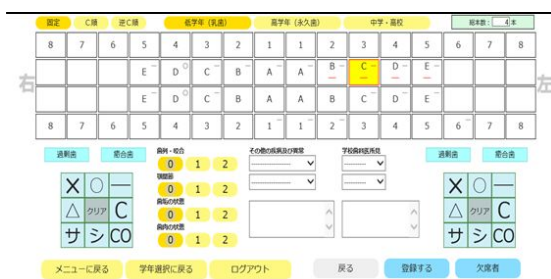 固定 C順 逆C順 低学年（乳歯） 高学年（永久歯） 中学・高校 総本数： 4 本
8 7 6 5 4 3 2 1 1 2 3 4 5 6 7 8
E D C B A A B C D E
右 左
E D C B A A B C D E
8 7 6 5 4 3 2 1 1 2 3 4 5 6 7 8
過剰歯 癒合歯 歯列・咬合 その他の疾病及び異常 学校歯科医所見 過剰歯 癒合歯
0 1 2
顎関節
0 1 2
歯垢の状態
0 1 2
歯肉の状態
0 1 2
× ○ ―
△ クリア C
サ シ CO
× ○ ―
△ クリア C
サ シ CO
メニューに戻る 学年選択に戻る ログアウト 戻る 登録する 欠席者